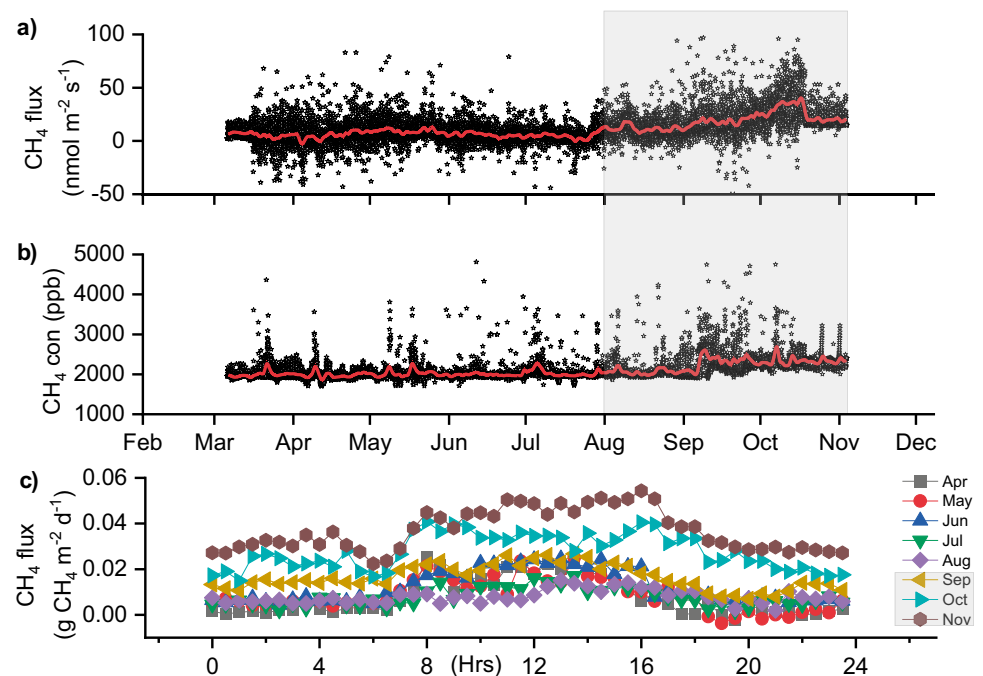 a)
CH4 flux
(nmol m-2 s-1)
100
50
0
-50
b)
CH4 con (ppb)
5000
4000
3000
2000
1000
Feb Mar Apr May Jun Jul Aug Sep Oct Nov Dec
c)
CH4 flux
(g CH4 m-2 d-1)
0.06
0.04
0.02
0.00
0 4 8 (Hrs) 12 16 20 24
Apr
May
Jun
Jul
Aug
Sep
Oct
Nov